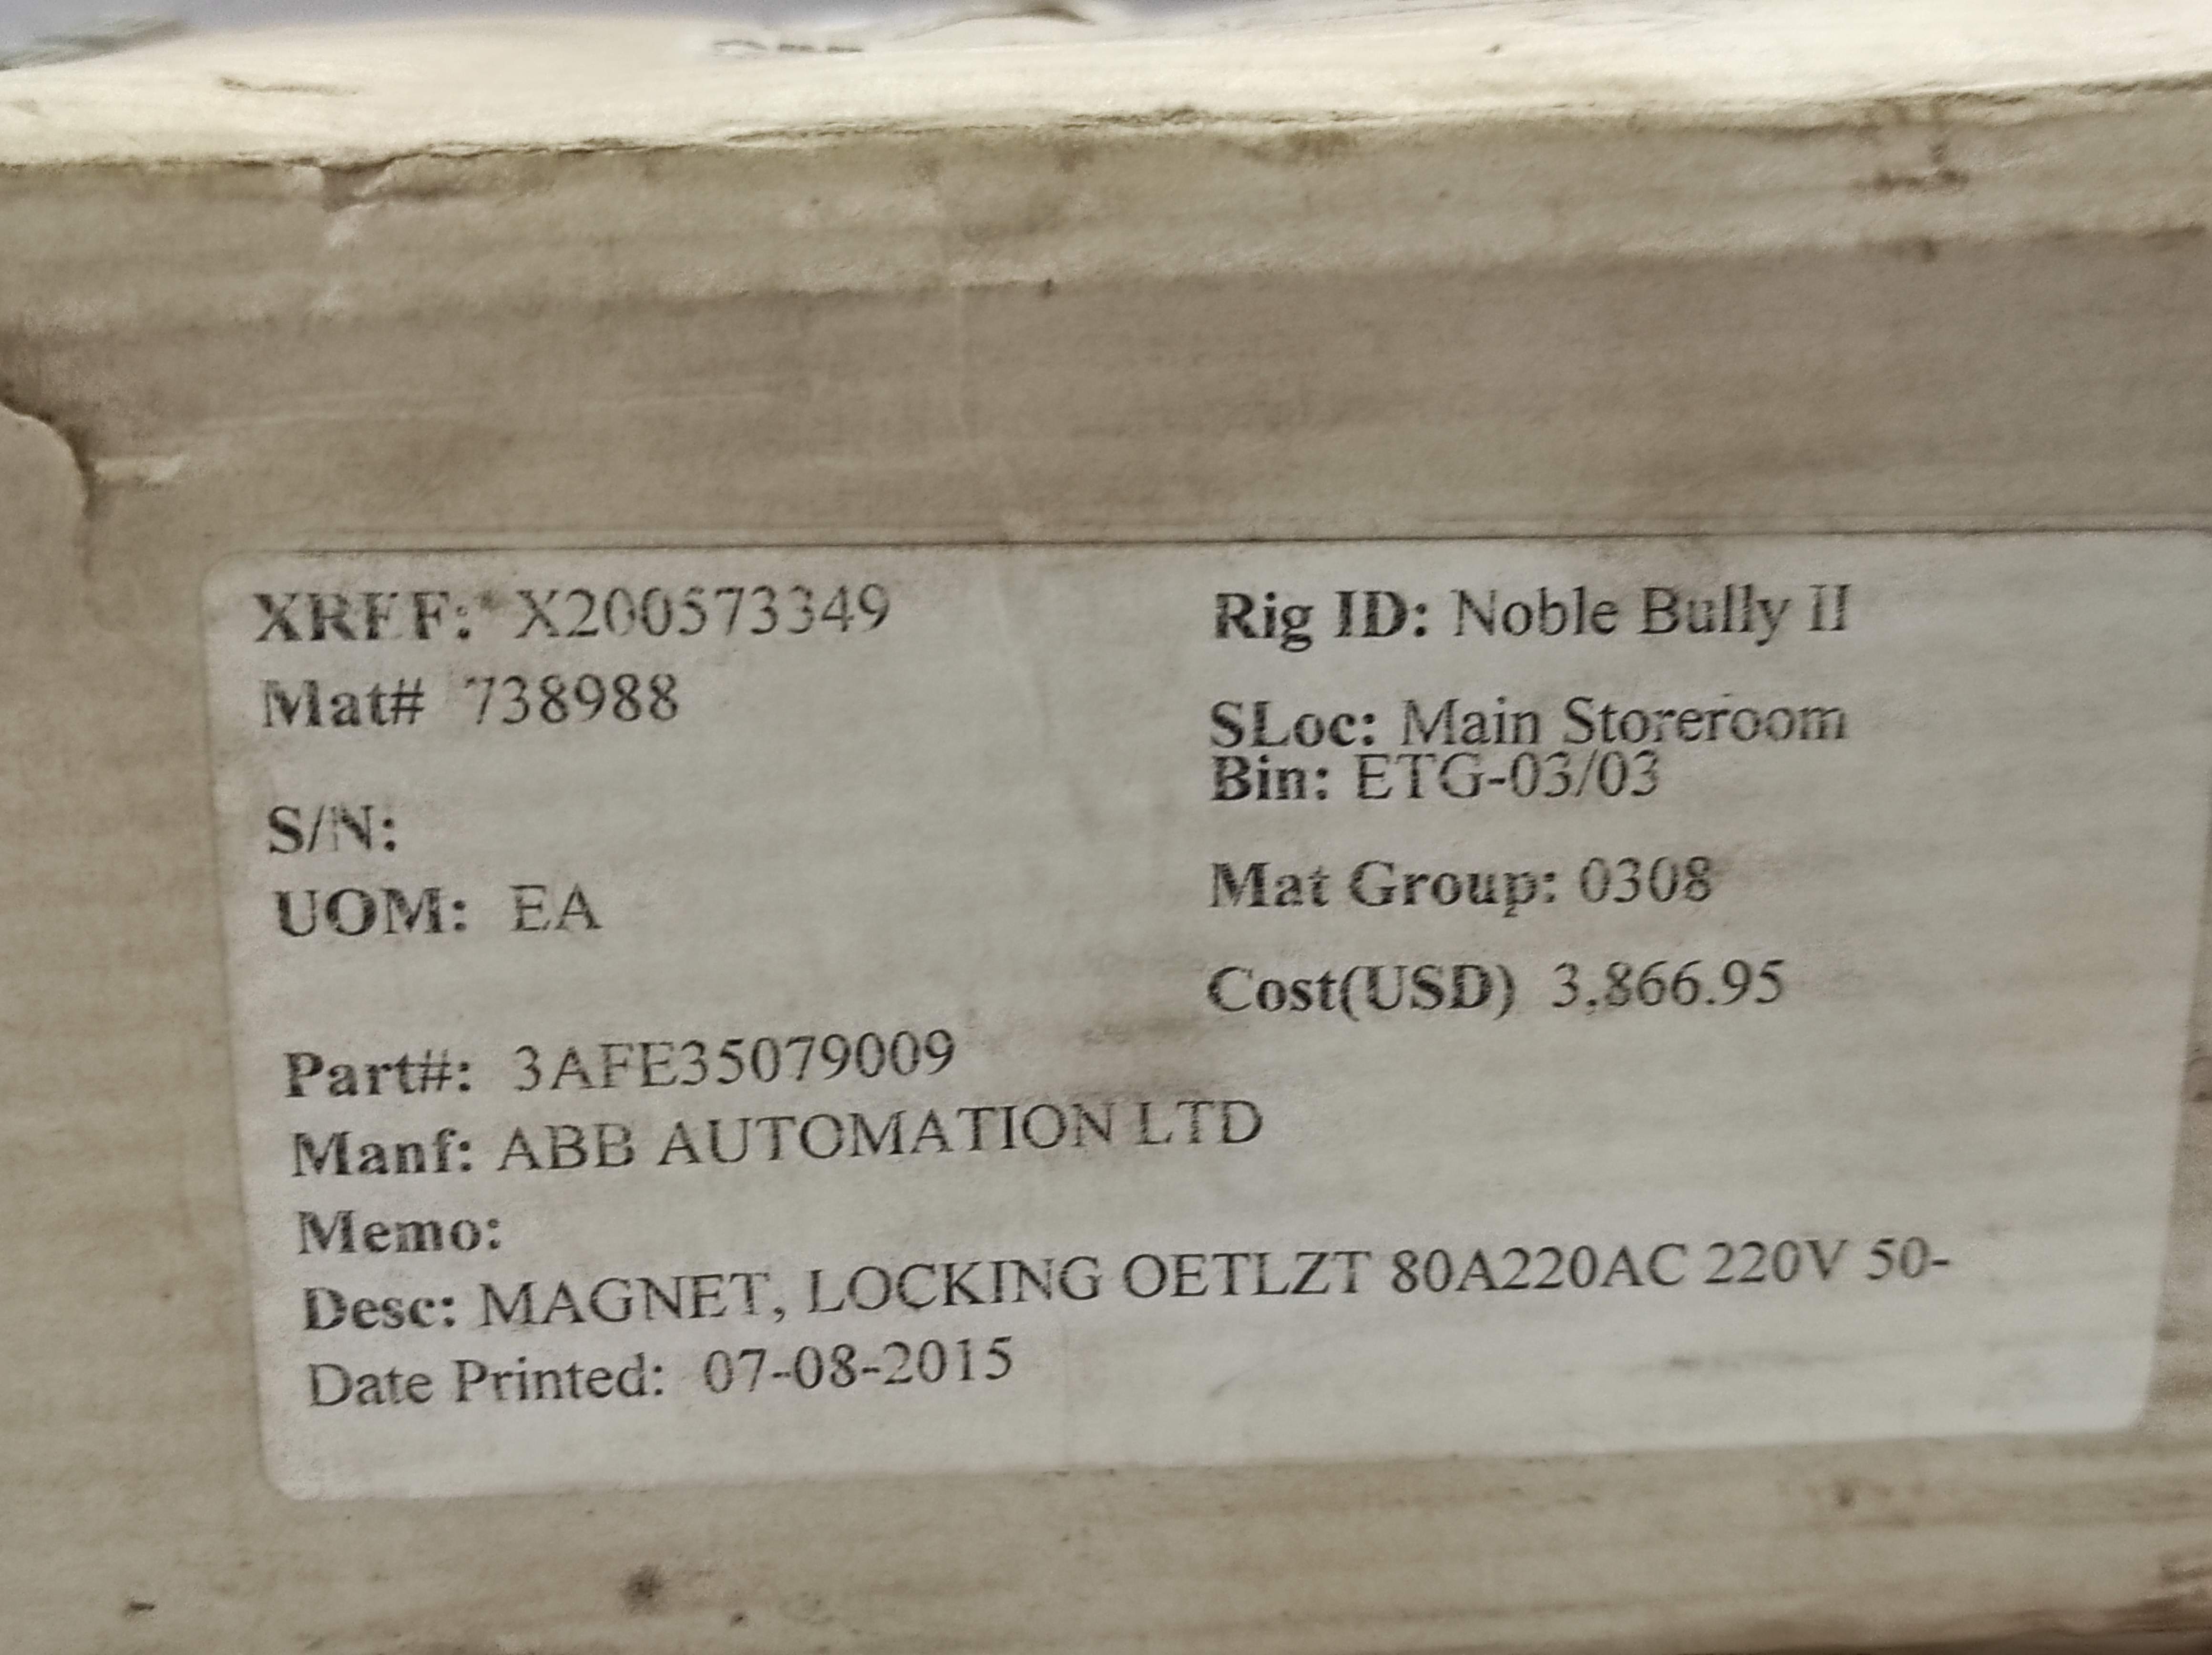 XREF: X200573349
Mat# 738988
S/N:
UOM: EA
Rig ID: Noble Bully II
SLoc: Main Storeroom
Bin: ETG-03/03
Mat Group: 0308
Cost(USD) 3,866.95
Part#: 3AFE35079009
Manf: ABB AUTOMATION LTD
Memo:
Desc: MAGNET, LOCKING OETLZT 80A220AC 220V 50-
Date Printed: 07-08-2015